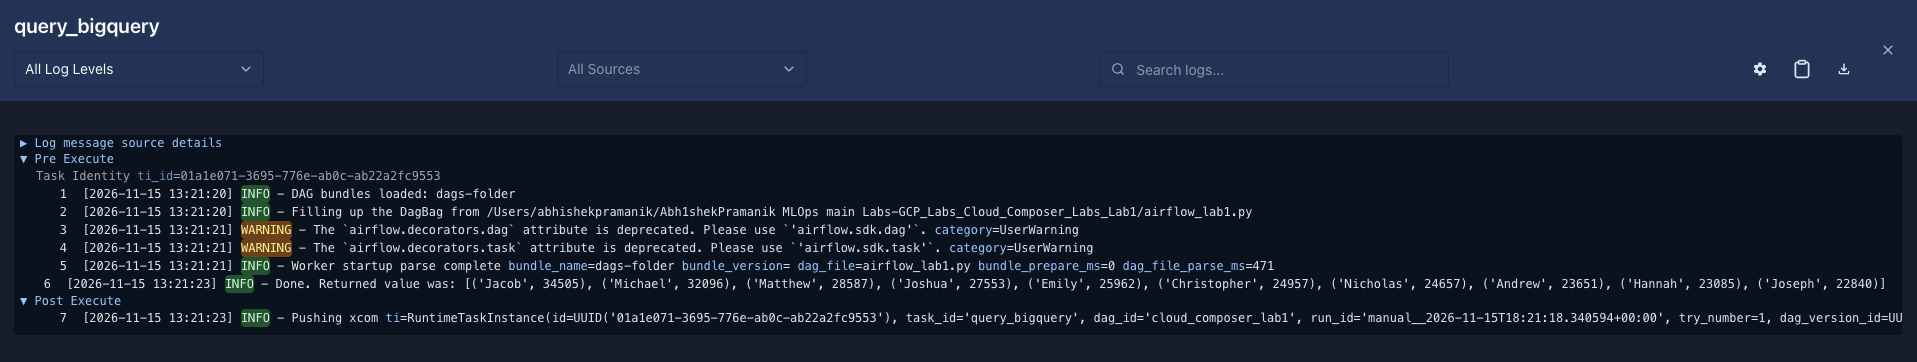 query_bigquery
All Log Levels
All Sources
Search logs...
▶ Log message source details
▼ Pre Execute
Task Identity ti_id=01a1e071-3695-776e-ab0c-ab22a2fc9553
1 [2026-11-15 13:21:20] INFO - DAG bundles loaded: dags-folder
2 [2026-11-15 13:21:20] INFO - Filling up the DagBag from /Users/abhishekpramanik/Abh1shekPramanik MLOps main Labs-GCP_Labs_Cloud_Composer_Labs_Lab1/airflow_lab1.py
3 [2026-11-15 13:21:21] WARNING - The `airflow.decorators.dag` attribute is deprecated. Please use `'airflow.sdk.dag'`. category=UserWarning
4 [2026-11-15 13:21:21] WARNING - The `airflow.decorators.task` attribute is deprecated. Please use `'airflow.sdk.task'`. category=UserWarning
5 [2026-11-15 13:21:21] INFO - Worker startup parse complete bundle_name=dags-folder bundle_version= dag_file=airflow_lab1.py bundle_prepare_ms=0 dag_file_parse_ms=471
6 [2026-11-15 13:21:23] INFO - Done. Returned value was: [('Jacob', 34505), ('Michael', 32096), ('Matthew', 28587), ('Joshua', 27553), ('Emily', 25962), ('Christopher', 24957), ('Nicholas', 24657), ('Andrew', 23651), ('Hannah', 23085), ('Joseph', 22840)]
▼ Post Execute
7 [2026-11-15 13:21:23] INFO - Pushing xcom ti=RuntimeTaskInstance(id=UUID('01a1e071-3695-776e-ab0c-ab22a2fc9553'), task_id='query_bigquery', dag_id='cloud_composer_lab1', run_id='manual__2026-11-15T18:21:18.340594+00:00', try_number=1, dag_version_id=UU